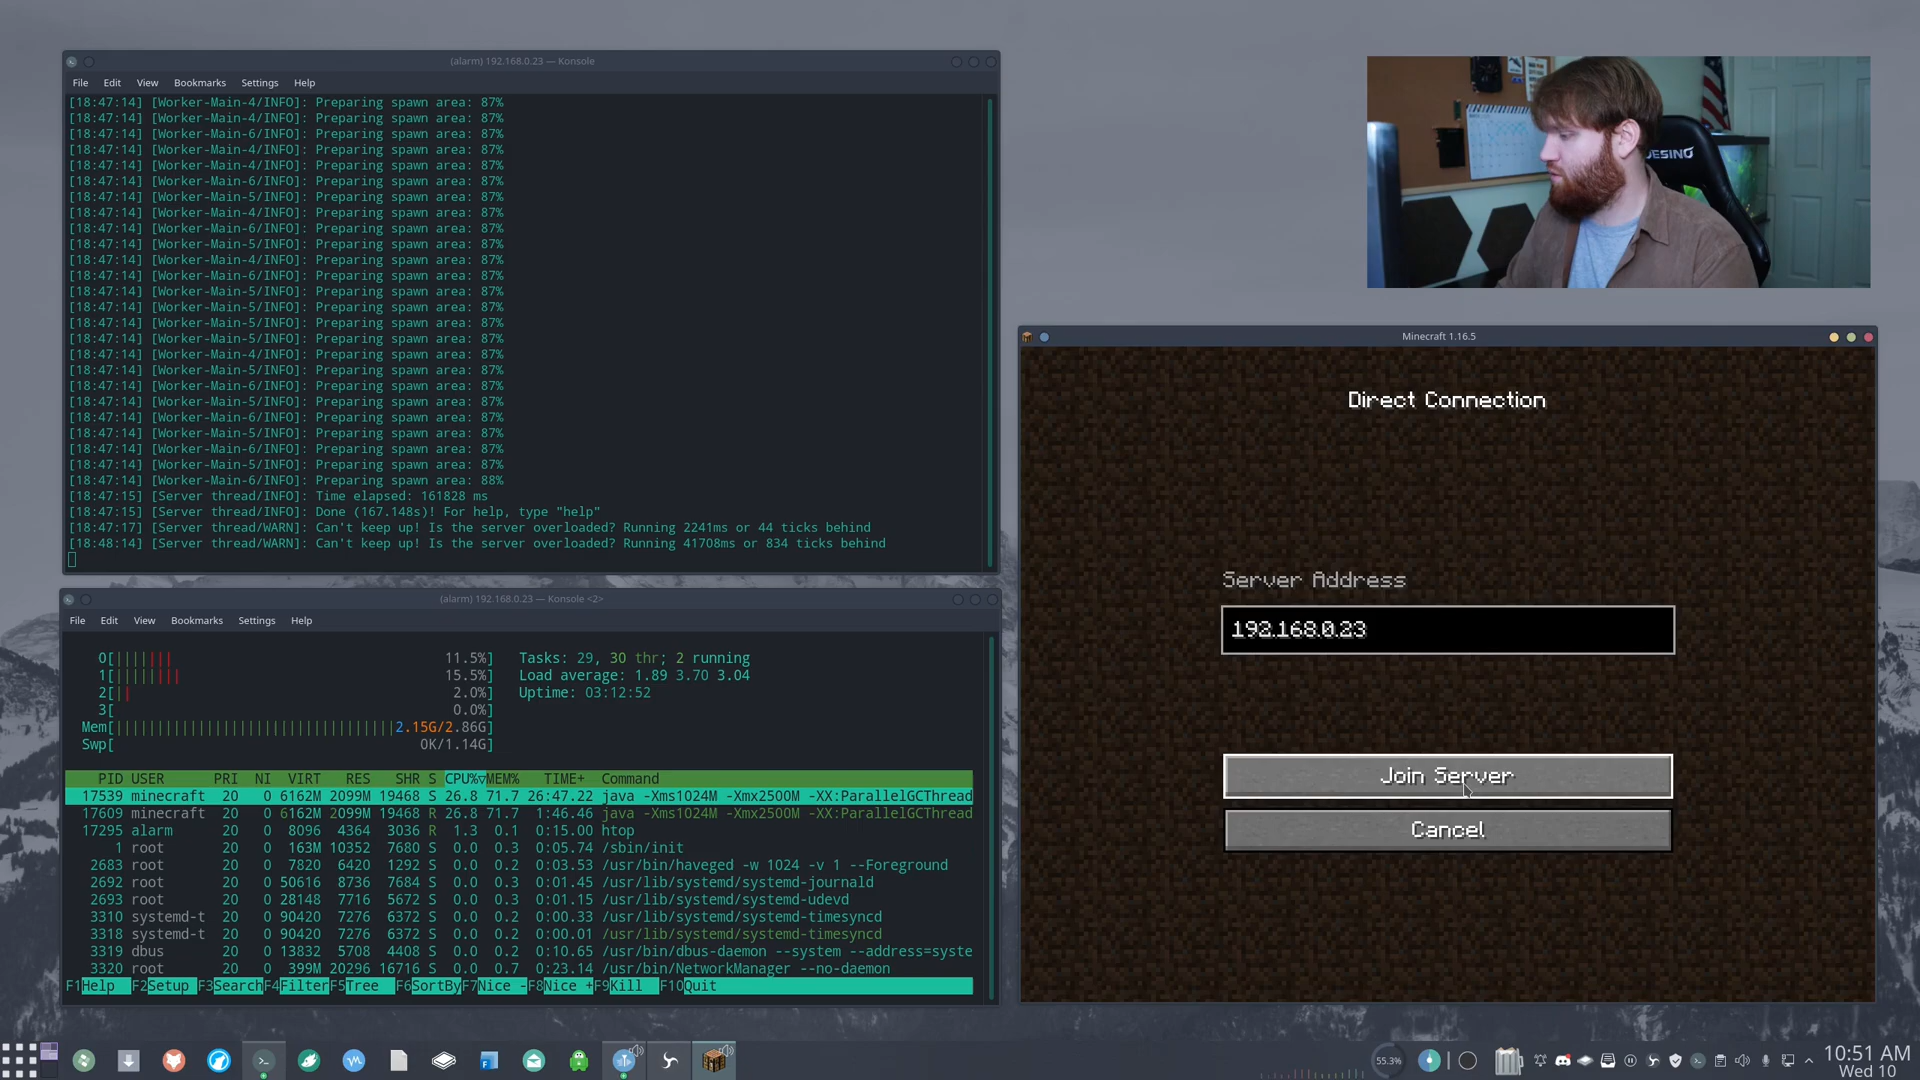 (alarm) 192.168.0.23 — Konsole
File Edit View Bookmarks Settings Help
[18:47:14] [Worker-Main-4/INFO]: Preparing spawn area: 87%
[18:47:14] [Worker-Main-4/INFO]: Preparing spawn area: 87%
[18:47:14] [Worker-Main-6/INFO]: Preparing spawn area: 87%
[18:47:14] [Worker-Main-4/INFO]: Preparing spawn area: 87%
[18:47:14] [Worker-Main-4/INFO]: Preparing spawn area: 87%
[18:47:14] [Worker-Main-6/INFO]: Preparing spawn area: 87%
[18:47:14] [Worker-Main-5/INFO]: Preparing spawn area: 87%
[18:47:14] [Worker-Main-4/INFO]: Preparing spawn area: 87%
[18:47:14] [Worker-Main-6/INFO]: Preparing spawn area: 87%
[18:47:14] [Worker-Main-5/INFO]: Preparing spawn area: 87%
[18:47:14] [Worker-Main-4/INFO]: Preparing spawn area: 87%
[18:47:14] [Worker-Main-6/INFO]: Preparing spawn area: 87%
[18:47:14] [Worker-Main-5/INFO]: Preparing spawn area: 87%
[18:47:14] [Worker-Main-5/INFO]: Preparing spawn area: 87%
[18:47:14] [Worker-Main-5/INFO]: Preparing spawn area: 87%
[18:47:14] [Worker-Main-5/INFO]: Preparing spawn area: 87%
[18:47:14] [Worker-Main-4/INFO]: Preparing spawn area: 87%
[18:47:14] [Worker-Main-5/INFO]: Preparing spawn area: 87%
[18:47:14] [Worker-Main-6/INFO]: Preparing spawn area: 87%
[18:47:14] [Worker-Main-5/INFO]: Preparing spawn area: 87%
[18:47:14] [Worker-Main-6/INFO]: Preparing spawn area: 87%
[18:47:14] [Worker-Main-5/INFO]: Preparing spawn area: 87%
[18:47:14] [Worker-Main-6/INFO]: Preparing spawn area: 87%
[18:47:14] [Worker-Main-5/INFO]: Preparing spawn area: 87%
[18:47:14] [Worker-Main-6/INFO]: Preparing spawn area: 88%
[18:47:15] [Server thread/INFO]: Time elapsed: 161828 ms
[18:47:15] [Server thread/INFO]: Done (167.148s)! For help, type "help"
[18:47:17] [Server thread/WARN]: Can't keep up! Is the server overloaded? Running 2241ms or 44 ticks behind
[18:48:14] [Server thread/WARN]: Can't keep up! Is the server overloaded? Running 41708ms or 834 ticks behind
(alarm) 192.168.0.23 — Konsole <2>
File Edit View Bookmarks Settings Help
0[||||||| 11.5%] Tasks: 29, 30 thr; 2 running
1[|||||||| 15.5%] Load average: 1.89 3.70 3.04
2[|| 2.0%] Uptime: 03:12:52
3[ 0.0%]
Mem[||||||||||||||||||||||||||||||||||2.15G/2.86G]
Swp[ 0K/1.14G]
PID USER PRI NI VIRT RES SHR S CPU%▽MEM% TIME+ Command
17539 minecraft 20 0 6162M 2099M 19468 S 26.8 71.7 26:47.22 java -Xms1024M -Xmx2500M -XX:ParallelGCThread
17609 minecraft 20 0 6162M 2099M 19468 R 26.8 71.7 1:46.46 java -Xms1024M -Xmx2500M -XX:ParallelGCThread
17295 alarm 20 0 8096 4364 3036 R 1.3 0.1 0:15.00 htop
1 root 20 0 163M 10352 7680 S 0.0 0.3 0:05.74 /sbin/init
2683 root 20 0 7820 6420 1292 S 0.0 0.2 0:03.53 /usr/bin/haveged -w 1024 -v 1 --Foreground
2692 root 20 0 50616 8736 7684 S 0.0 0.3 0:01.45 /usr/lib/systemd/systemd-journald
2693 root 20 0 28148 7716 5672 S 0.0 0.3 0:01.15 /usr/lib/systemd/systemd-udevd
3310 systemd-t 20 0 90420 7276 6372 S 0.0 0.2 0:00.33 /usr/lib/systemd/systemd-timesyncd
3318 systemd-t 20 0 90420 7276 6372 S 0.0 0.2 0:00.01 /usr/lib/systemd/systemd-timesyncd
3319 dbus 20 0 13832 5708 4408 S 0.0 0.2 0:10.65 /usr/bin/dbus-daemon --system --address=syste
3320 root 20 0 399M 20296 16716 S 0.0 0.7 0:23.14 /usr/bin/NetworkManager --no-daemon
F1Help F2Setup F3SearchF4FilterF5Tree F6SortByF7Nice -F8Nice +F9Kill F10Quit
DESINO
Minecraft 1.16.5
Direct Connection
Server Address
192.168.0.23
Join Server
Cancel
55.3%
10:51 AM
Wed 10